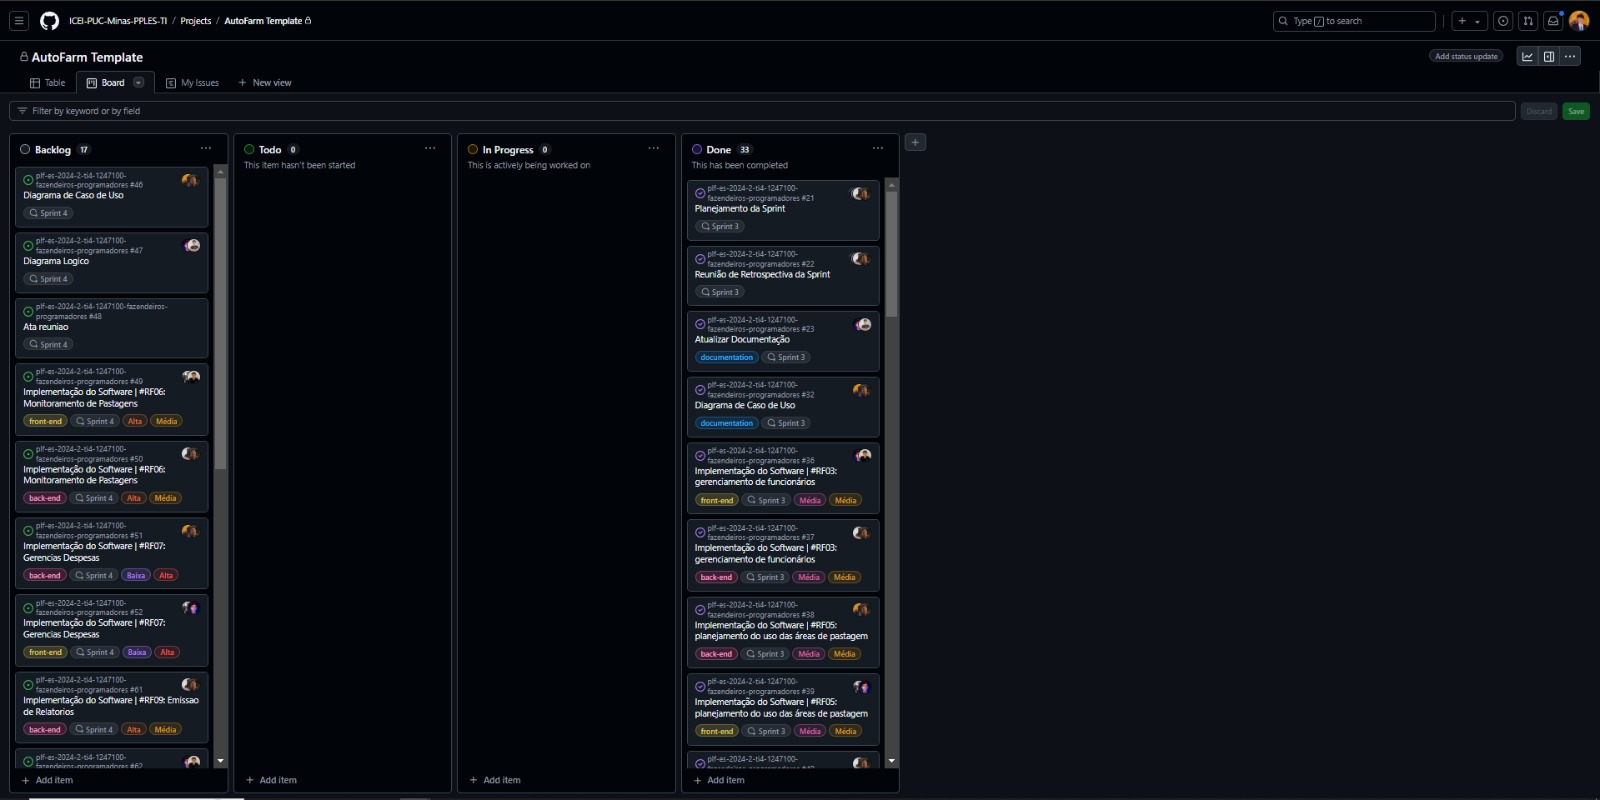 ICEI-PUC-Minas-PPLES-TI / Projects / AutoFarm Template
Type / to search
AutoFarm Template
Add status update
Table
Board
My Issues
New view
Filter by keyword or by field
Discard
Save
Backlog 17
plf-es-2024-2-ti4-1247100-
fazendeiros-programadores #46
Diagrama de Caso de Uso
Sprint 4
plf-es-2024-2-ti4-1247100-
fazendeiros-programadores #47
Diagrama Logico
Sprint 4
plf-es-2024-2-ti4-1247100-fazendeiros-
programadores #48
Ata reuniao
Sprint 4
plf-es-2024-2-ti4-1247100-
fazendeiros-programadores #49
Implementação do Software | #RF06:
Monitoramento de Pastagens
front-end Sprint 4 Alta Média
plf-es-2024-2-ti4-1247100-
fazendeiros-programadores #50
Implementação do Software | #RF06:
Monitoramento de Pastagens
back-end Sprint 4 Alta Média
plf-es-2024-2-ti4-1247100-
fazendeiros-programadores #51
Implementação do Software | #RF07:
Gerencias Despesas
back-end Sprint 4 Baixa Alta
plf-es-2024-2-ti4-1247100-
fazendeiros-programadores #52
Implementação do Software | #RF07:
Gerencias Despesas
front-end Sprint 4 Baixa Alta
plf-es-2024-2-ti4-1247100-
fazendeiros-programadores #61
Implementação do Software | #RF09: Emissao
de Relatorios
back-end Sprint 4 Alta Média
plf-es-2024-2-ti4-1247100-
fazendeiros-programadores #62
Add item
Todo 0
This item hasn't been started
Add item
In Progress 0
This is actively being worked on
Add item
Done 33
This has been completed
plf-es-2024-2-ti4-1247100-
fazendeiros-programadores #21
Planejamento da Sprint
Sprint 3
plf-es-2024-2-ti4-1247100-
fazendeiros-programadores #22
Reunião de Retrospectiva da Sprint
Sprint 3
plf-es-2024-2-ti4-1247100-
fazendeiros-programadores #23
Atualizar Documentação
documentation Sprint 3
plf-es-2024-2-ti4-1247100-
fazendeiros-programadores #32
Diagrama de Caso de Uso
documentation Sprint 3
plf-es-2024-2-ti4-1247100-
fazendeiros-programadores #36
Implementação do Software | #RF03:
gerenciamento de funcionários
front-end Sprint 3 Média Média
plf-es-2024-2-ti4-1247100-
fazendeiros-programadores #37
Implementação do Software | #RF03:
gerenciamento de funcionários
back-end Sprint 3 Média Média
plf-es-2024-2-ti4-1247100-
fazendeiros-programadores #38
Implementação do Software | #RF05:
planejamento do uso das áreas de pastagem
back-end Sprint 3 Média Média
plf-es-2024-2-ti4-1247100-
fazendeiros-programadores #39
Implementação do Software | #RF05:
planejamento do uso das áreas de pastagem
front-end Sprint 3 Média Média
plf-es-2024-2-ti4-1247100-
Add item